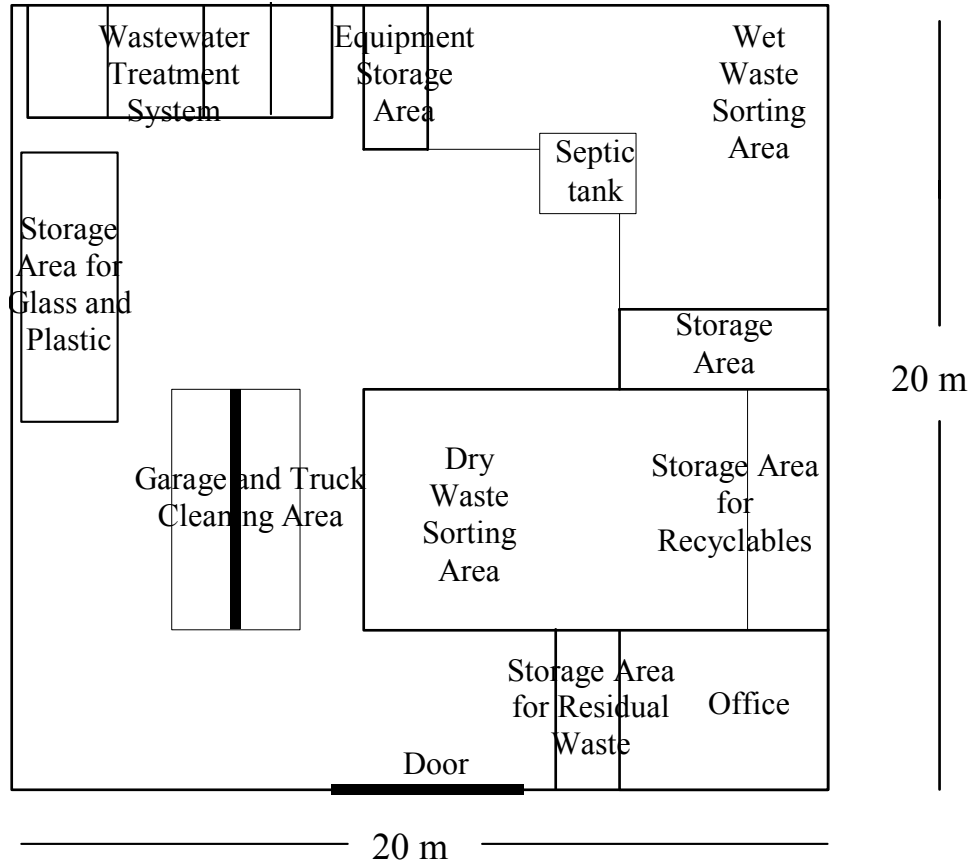 Wastewater
Treatment
System
Equipment
Storage
Area
Wet
Waste
Sorting
Area
Septic
tank
Storage
Area for
Glass and
Plastic
Storage
Area
20 m
Garage and Truck
Cleaning Area
Dry
Waste
Sorting
Area
Storage Area
for
Recyclables
Storage Area
for Residual
Waste
Office
Door
20 m